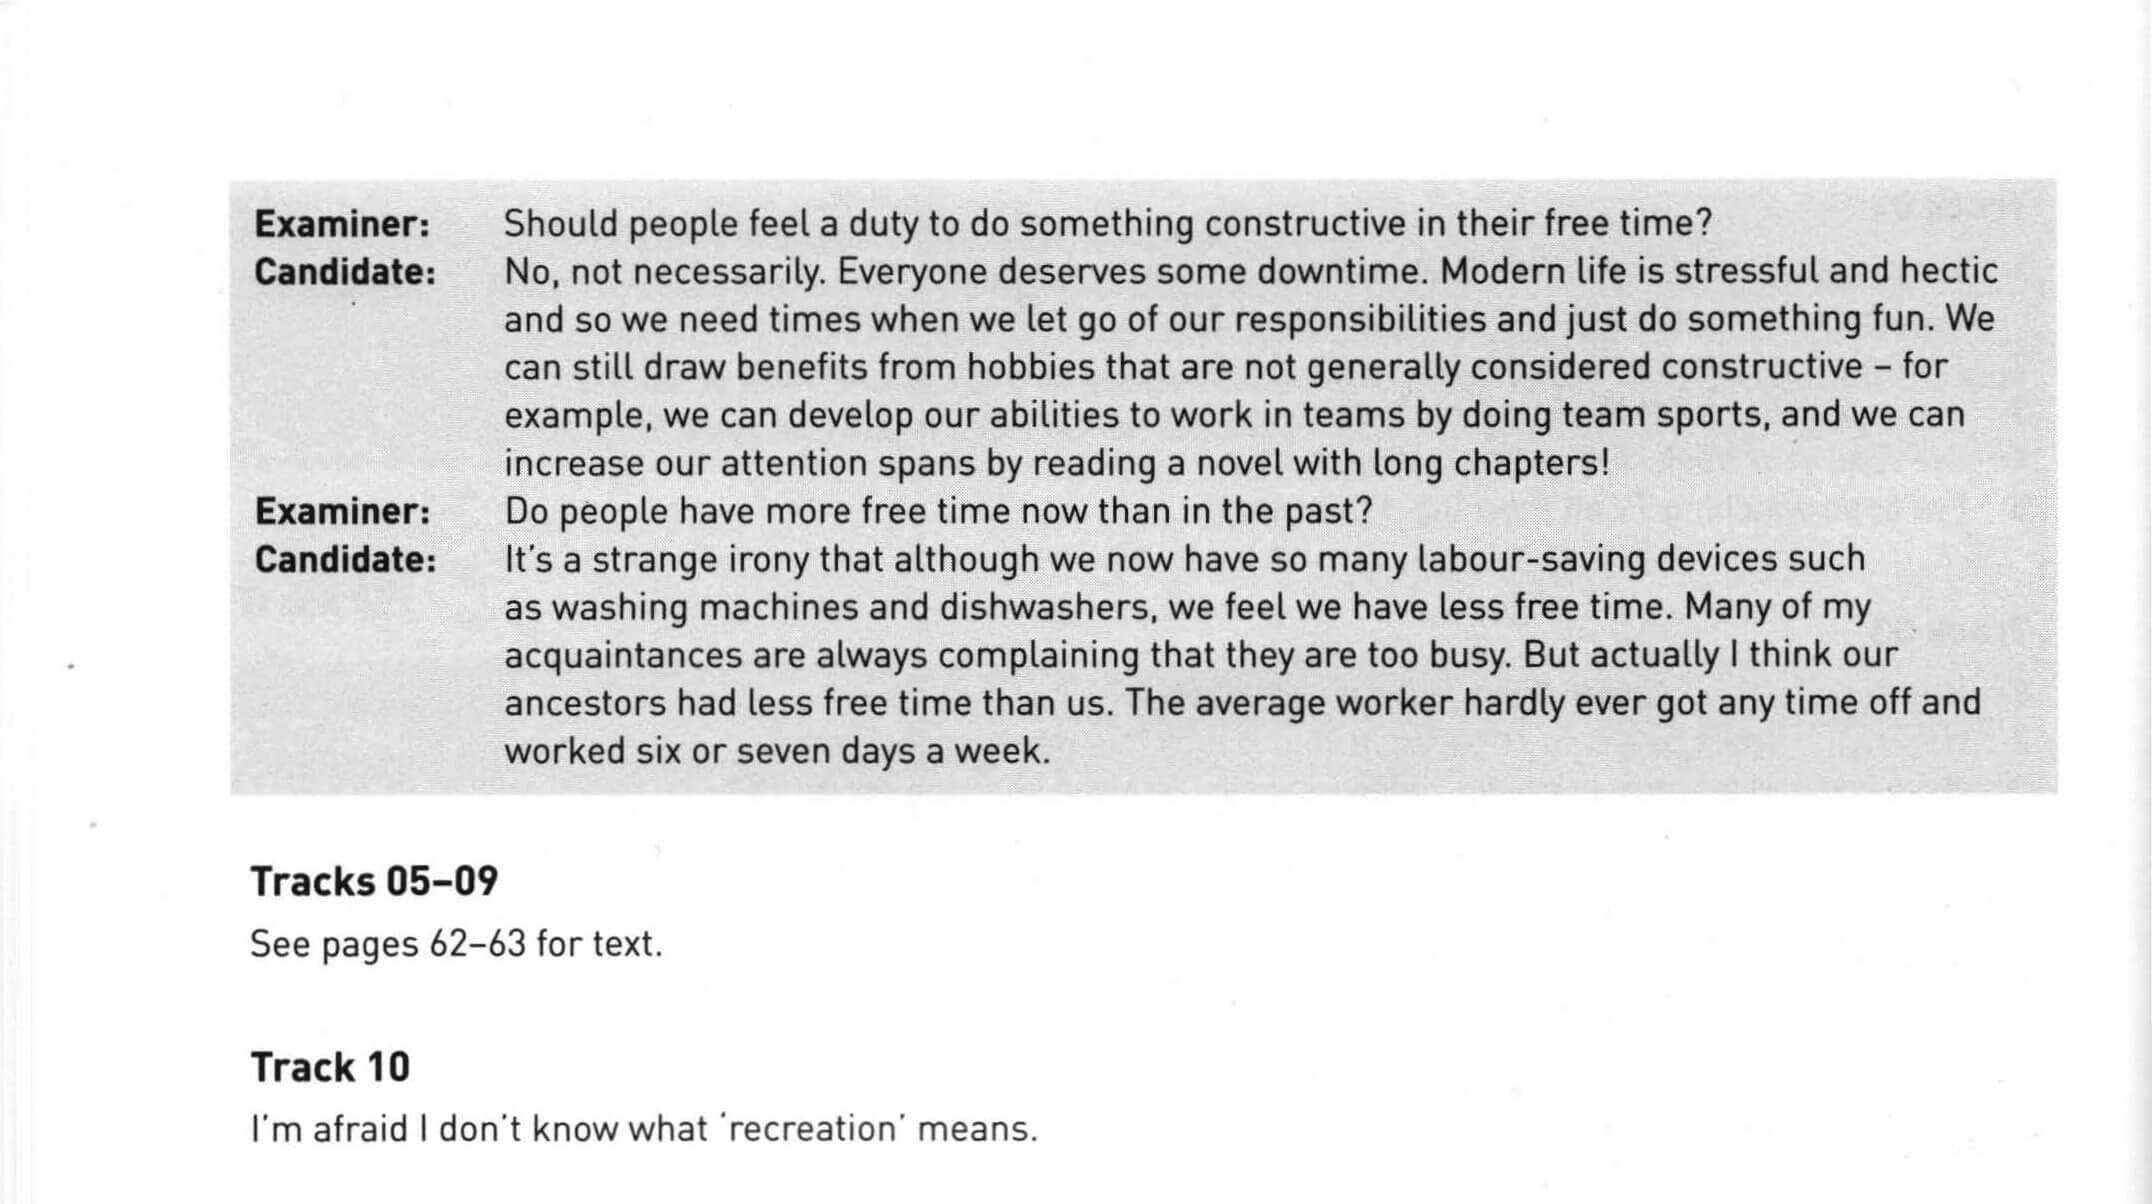 Examiner: Should people feel a duty to do something constructive in their free time?
Candidate: No, not necessarily. Everyone deserves some downtime. Modern life is stressful and hectic
and so we need times when we let go of our responsibilities and just do something fun. We
can still draw benefits from hobbies that are not generally considered constructive – for
example, we can develop our abilities to work in teams by doing team sports, and we can
increase our attention spans by reading a novel with long chapters!
Examiner: Do people have more free time now than in the past?
Candidate: It's a strange irony that although we now have so many labour-saving devices such
as washing machines and dishwashers, we feel we have less free time. Many of my
acquaintances are always complaining that they are too busy. But actually I think our
ancestors had less free time than us. The average worker hardly ever got any time off and
worked six or seven days a week.
Tracks 05–09
See pages 62–63 for text.
Track 10
I'm afraid I don't know what 'recreation' means.